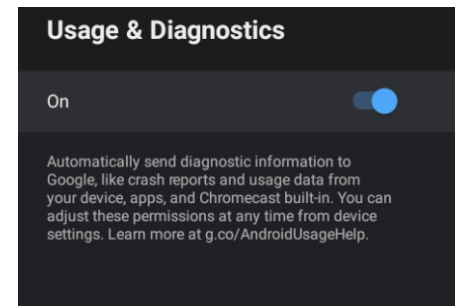 Usage & Diagnostics
On
Automatically send diagnostic information to
Google, like crash reports and usage data from
your device, apps, and Chromecast built-in. You can
adjust these permissions at any time from device
settings. Learn more at g.co/AndroidUsageHelp.